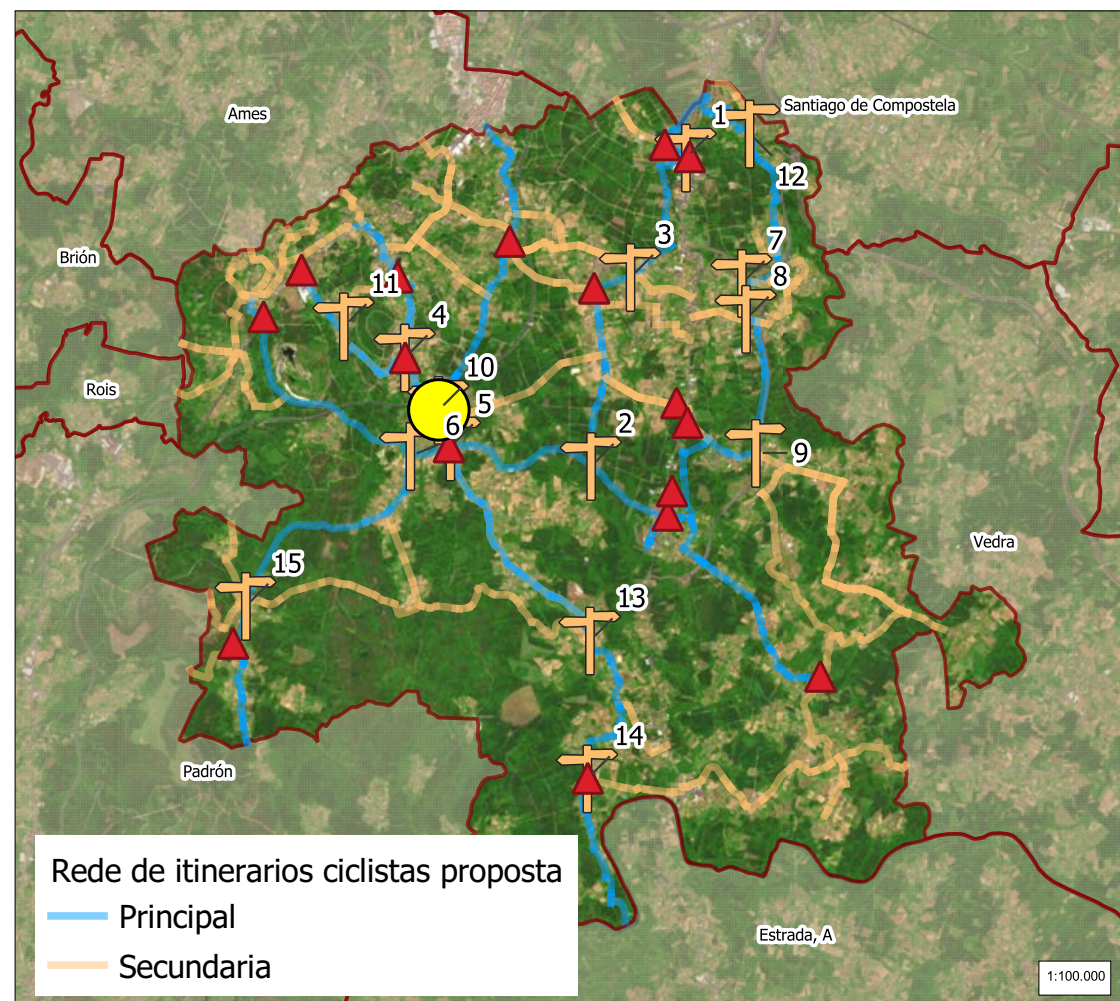 Santiago de Compostela
Ames
1
12
3
7
Brión
8
11
4
10
Rois
5
6
2
9
Vedra
15
13
14
Padrón
Rede de itinerarios ciclistas proposta
Principal
Estrada, A
Secundaria
1:100.000